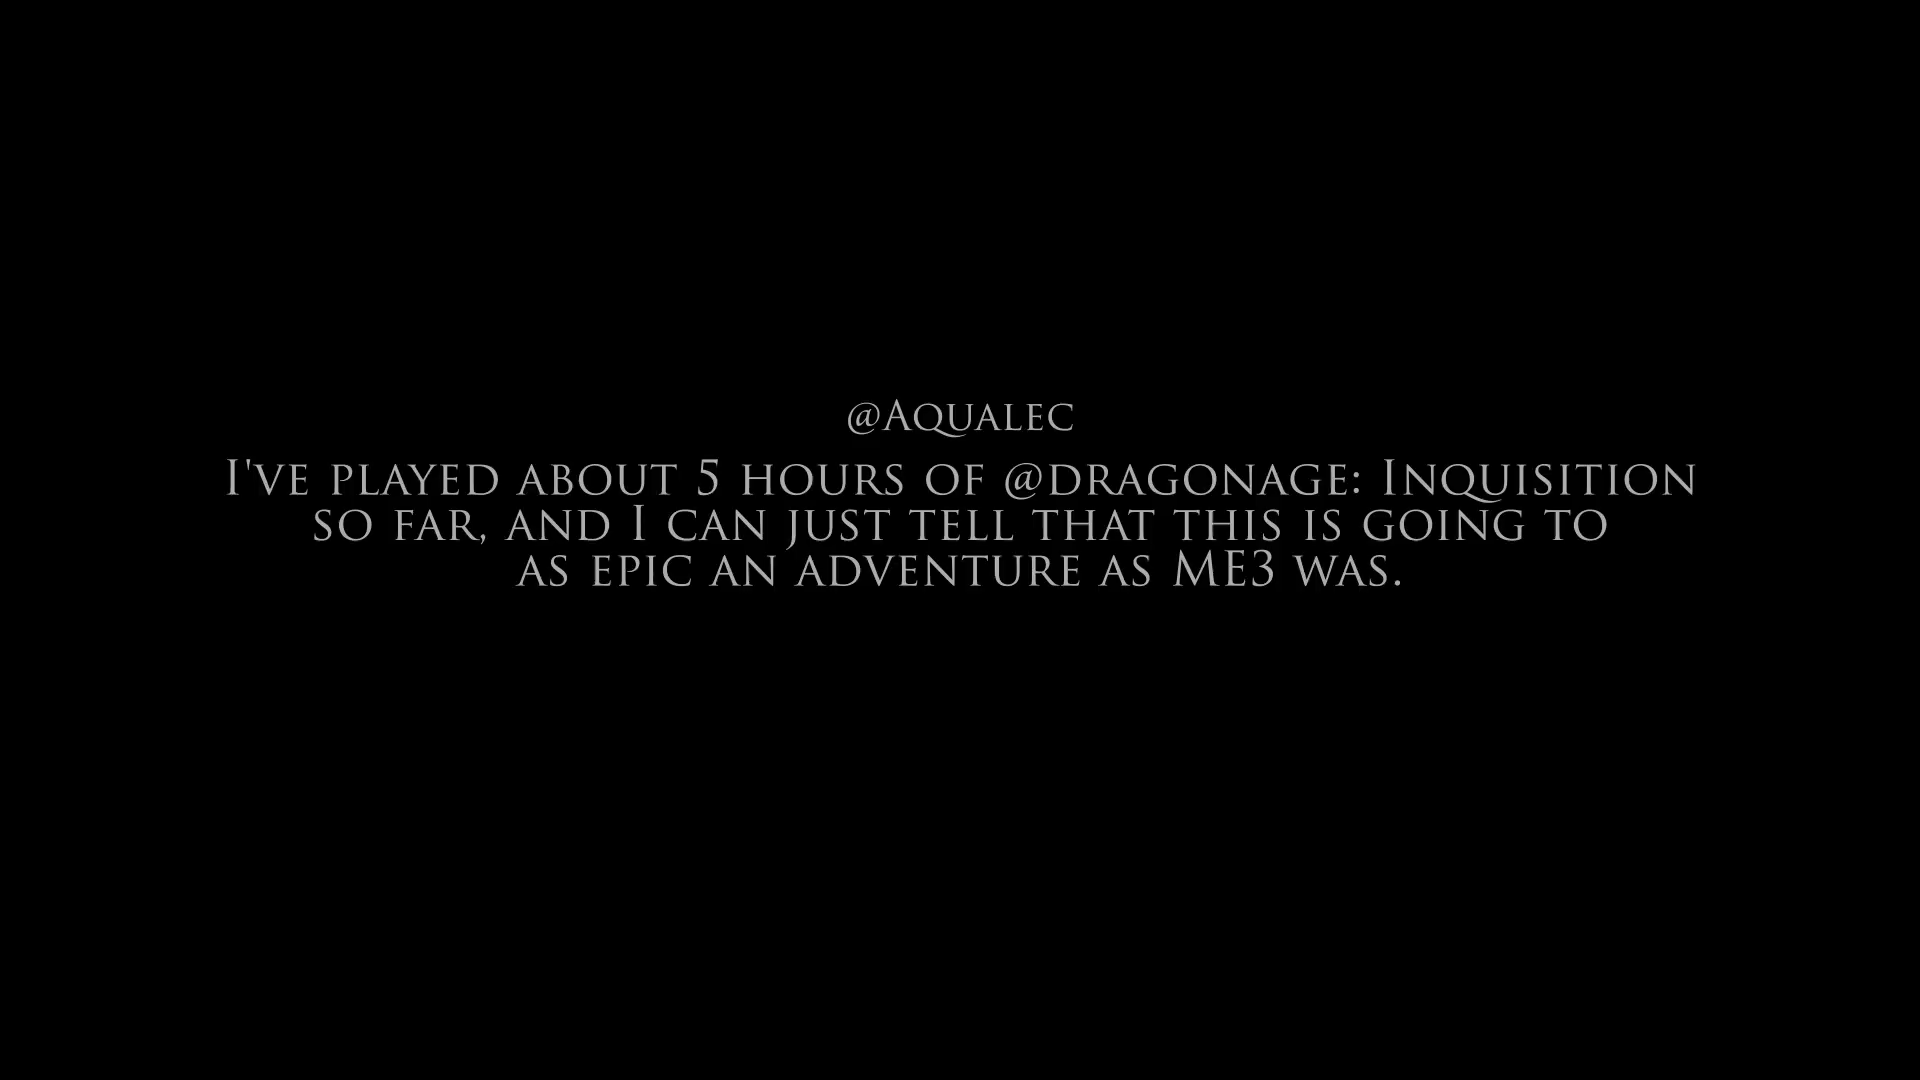 @Aqualec
I've played about 5 hours of @dragonage: Inquisition
so far, and I can just tell that this is going to
as epic an adventure as ME3 was.